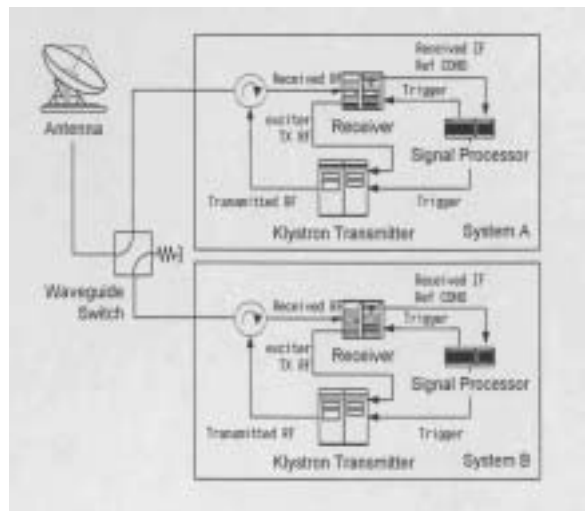 Antenna
Waveguide
Switch
Received IF
Ref COHO
Received RF
Trigger
exciter
TX RF
Receiver
Signal Processor
Transmitted RF
Trigger
Klystron Transmitter
System A
Received IF
Ref COHO
Received RF
Trigger
exciter
TX RF
Receiver
Signal Processor
Transmitted RF
Trigger
Klystron Transmitter
System B